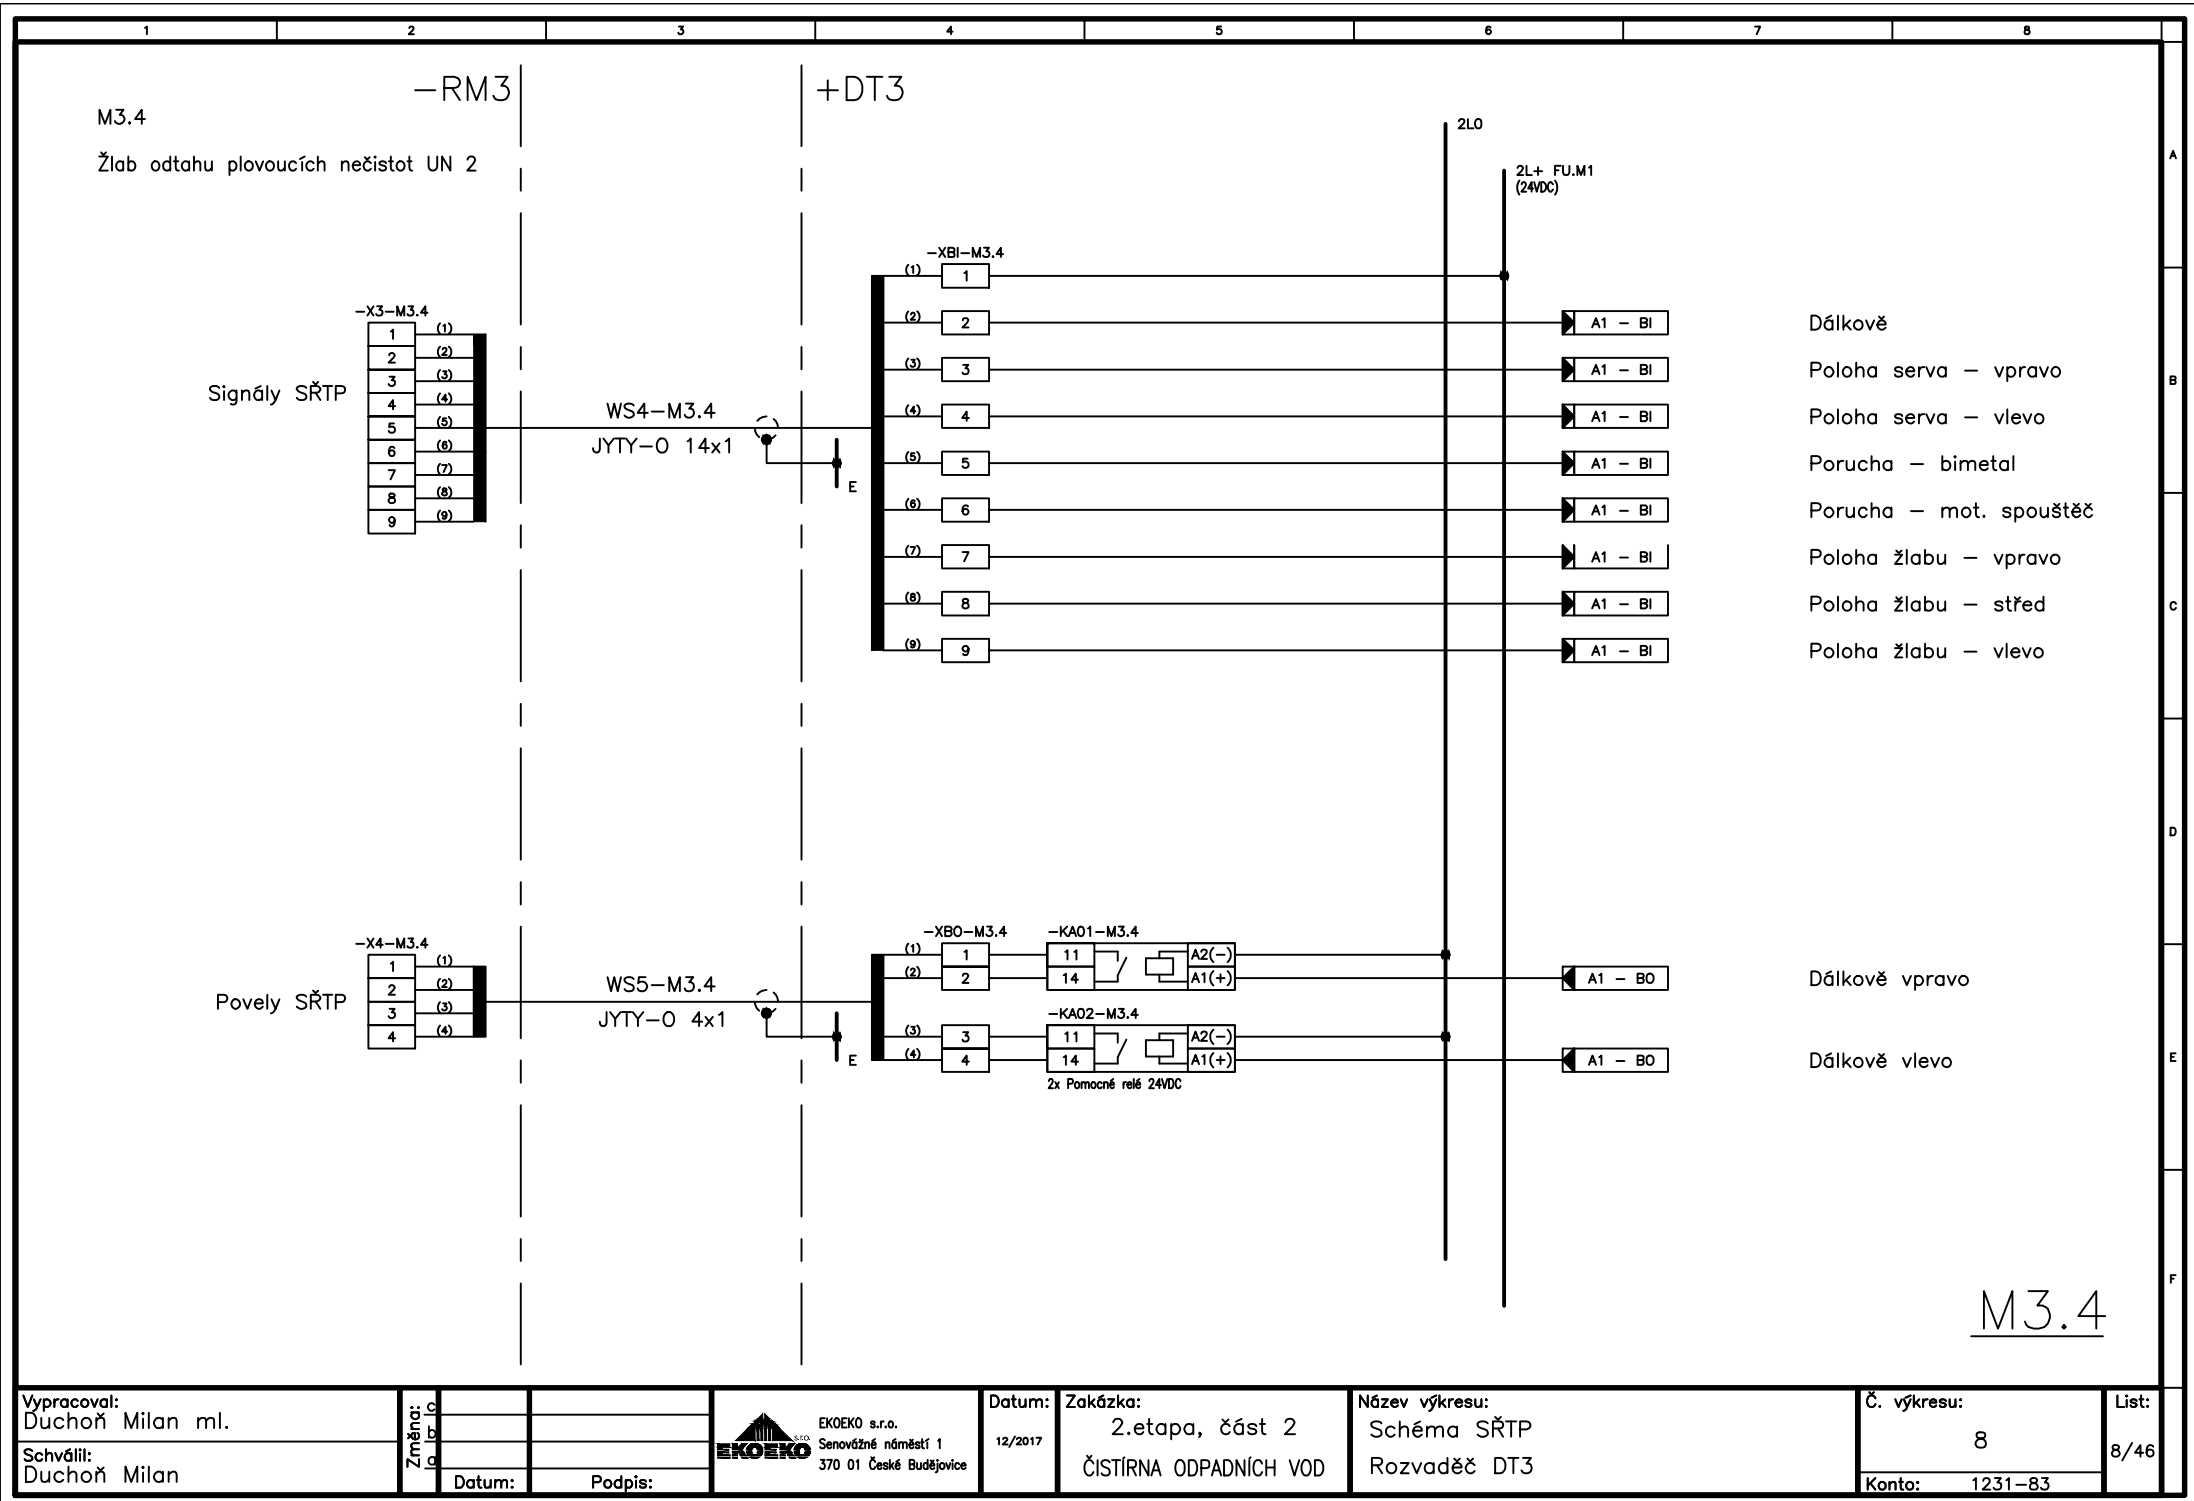 1 2 3 4 5 6 7 8
-RM3 +DT3
M3.4
Žlab odtahu plovoucích nečistot UN 2
2L0
2L+ FU.M1
(24VDC)
A
B
C
D
E
F
-X3-M3.4
1 (1)
2 (2)
3 (3)
4 (4)
5 (5)
6 (6)
7 (7)
8 (8)
9 (9)
Signály SŘTP
WS4-M3.4
JYTY-O 14x1
E
-XBI-M3.4
(1) 1
(2) 2 A1 - BI Dálkově
(3) 3 A1 - BI Poloha serva - vpravo
(4) 4 A1 - BI Poloha serva - vlevo
(5) 5 A1 - BI Porucha - bimetal
(6) 6 A1 - BI Porucha - mot. spouštěč
(7) 7 A1 - BI Poloha žlabu - vpravo
(8) 8 A1 - BI Poloha žlabu - střed
(9) 9 A1 - BI Poloha žlabu - vlevo
-X4-M3.4
1 (1)
2 (2)
3 (3)
4 (4)
Povely SŘTP
WS5-M3.4
JYTY-O 4x1
E
-XBO-M3.4 -KA01-M3.4
(1) 1 11 A2(-)
(2) 2 14 A1(+) A1 - BO Dálkově vpravo
-KA02-M3.4
(3) 3 11 A2(-)
(4) 4 14 A1(+) A1 - BO Dálkově vlevo
2x Pomocné relé 24VDC
M3.4
Vypracoval:
Duchoň Milan ml.
Schválil:
Duchoň Milan
Změna:
c
b
a
Datum: Podpis:
EKOEKO s.r.o.
EKOEKO s.r.o.
Senovážné náměstí 1
370 01 České Budějovice
Datum:
12/2017
Zakázka:
2.etapa, část 2
ČISTÍRNA ODPADNÍCH VOD
Název výkresu:
Schéma SŘTP
Rozvaděč DT3
Č. výkresu:
8
Konto: 1231-83
List:
8/46